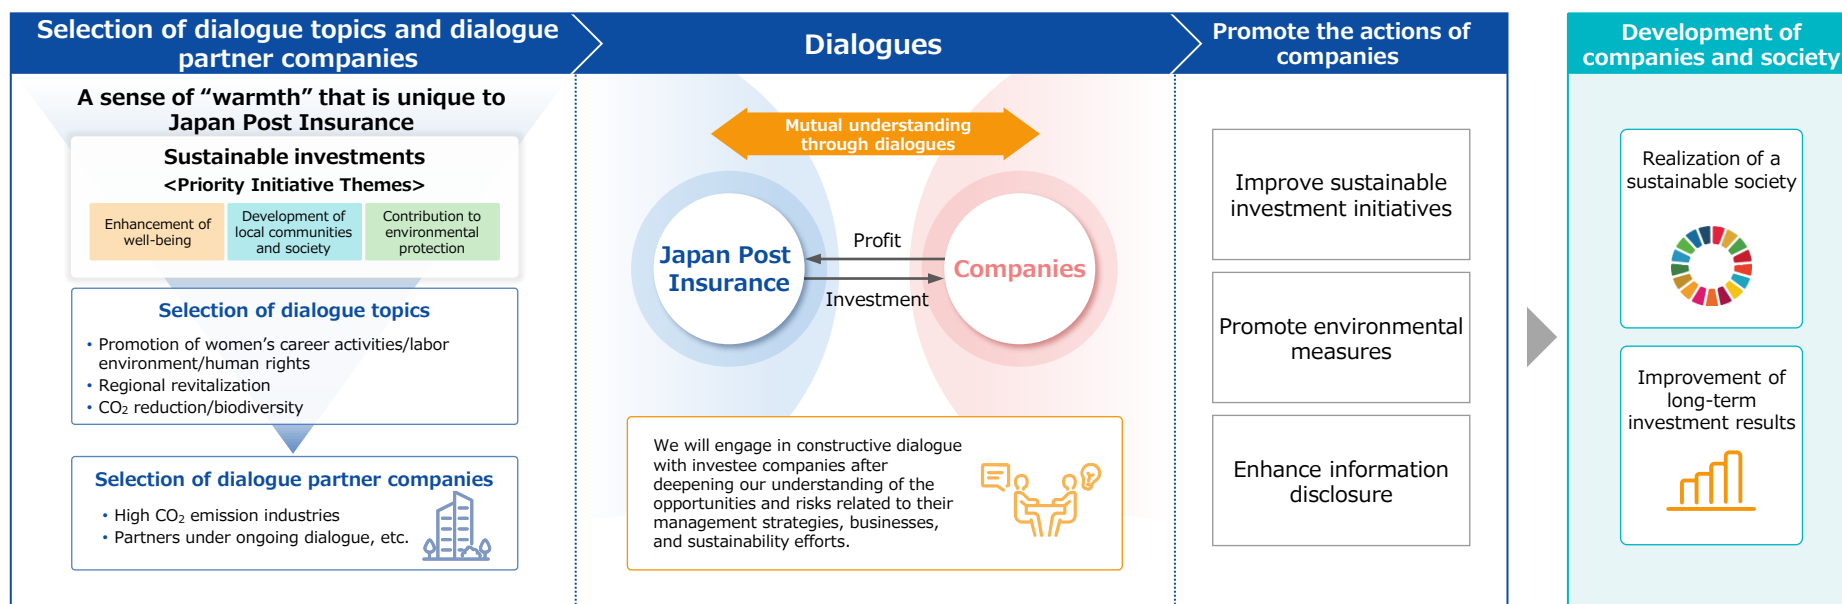 Selection of dialogue topics and dialogue
partner companies
A sense of “warmth” that is unique to
Japan Post Insurance
Sustainable investments
<Priority Initiative Themes>
Enhancement of
well-being
Development of
local communities
and society
Contribution to
environmental
protection
Selection of dialogue topics
• Promotion of women’s career activities/labor
environment/human rights
• Regional revitalization
• CO₂ reduction/biodiversity
Selection of dialogue partner companies
• High CO₂ emission industries
• Partners under ongoing dialogue, etc.
Dialogues
Mutual understanding
through dialogues
Japan Post
Insurance
Profit
Investment
Companies
We will engage in constructive dialogue
with investee companies after
deepening our understanding of the
opportunities and risks related to their
management strategies, businesses,
and sustainability efforts.
Promote the actions of
companies
Improve sustainable
investment initiatives
Promote environmental
measures
Enhance information
disclosure
Development of
companies and society
Realization of a
sustainable society
Improvement of
long-term
investment results